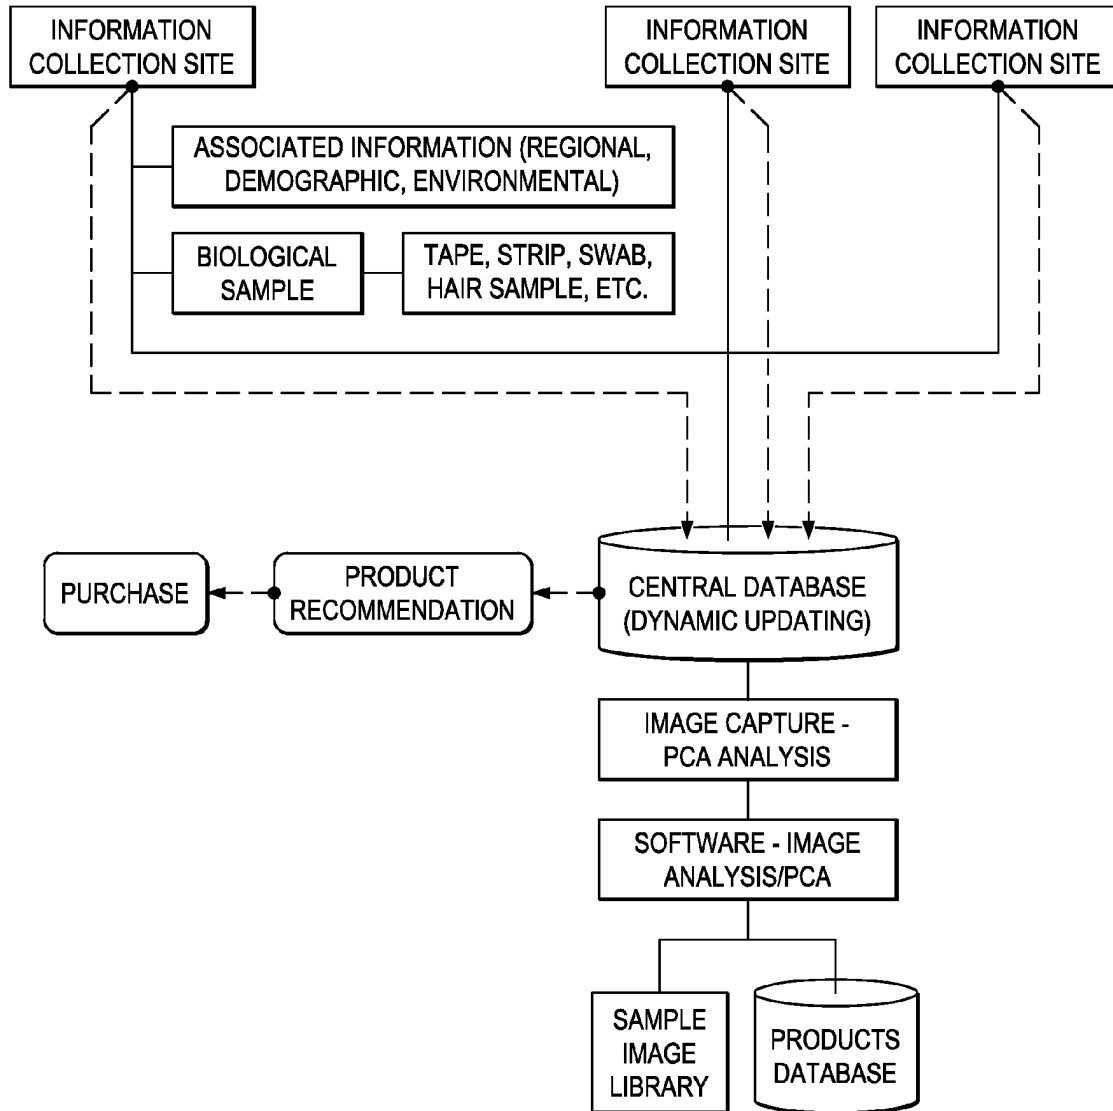 INFORMATION
COLLECTION SITE
INFORMATION
COLLECTION SITE
INFORMATION
COLLECTION SITE
ASSOCIATED INFORMATION (REGIONAL,
DEMOGRAPHIC, ENVIRONMENTAL)
BIOLOGICAL
SAMPLE
TAPE, STRIP, SWAB,
HAIR SAMPLE, ETC.
PURCHASE
PRODUCT
RECOMMENDATION
CENTRAL DATABASE
(DYNAMIC UPDATING)
IMAGE CAPTURE -
PCA ANALYSIS
SOFTWARE - IMAGE
ANALYSIS/PCA
SAMPLE
IMAGE
LIBRARY
PRODUCTS
DATABASE